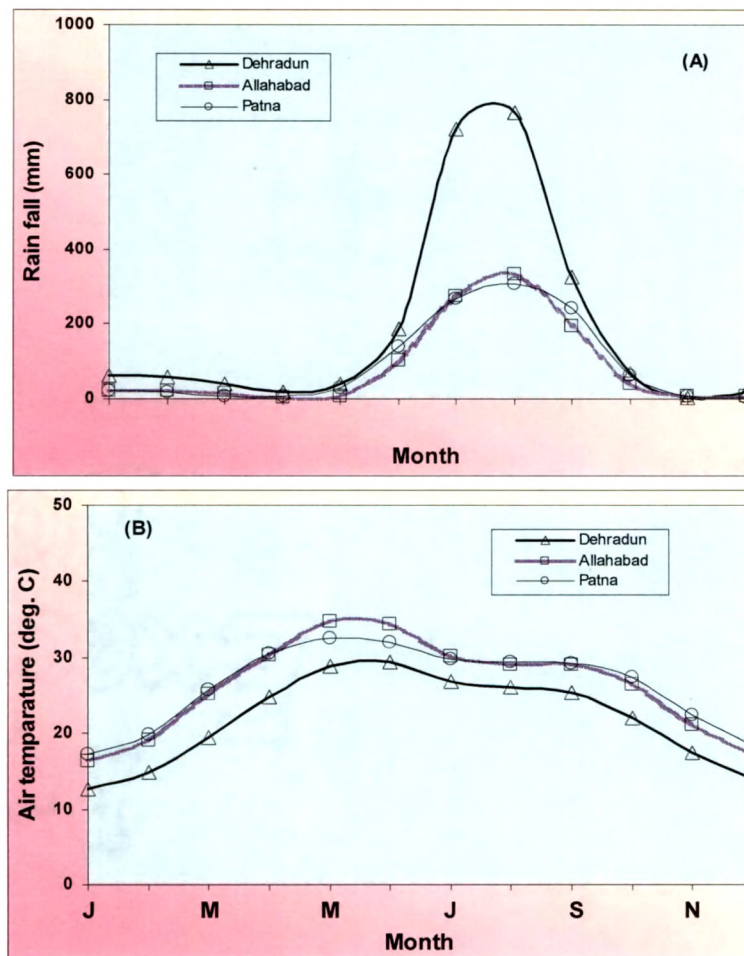 1000
800
600
400
200
0
Rain fall (mm)
Dehradun
Allahabad
Patna
(A)
Month
50
40
30
20
10
0
Air temparature (deg. C)
(B)
Dehradun
Allahabad
Patna
J M M J S N
Month